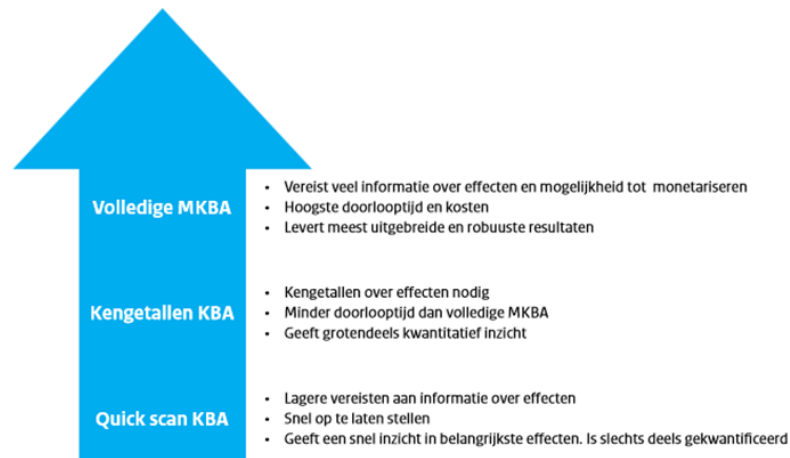 Volledige MKBA
• Vereist veel informatie over effecten en mogelijkheid tot monetariseren
• Hoogste doorlooptijd en kosten
• Levert meest uitgebreide en robuuste resultaten
Kengetallen KBA
• Kengetallen over effecten nodig
• Minder doorlooptijd dan volledige MKBA
• Geeft grotendeels kwantitatief inzicht
Quick scan KBA
• Lagere vereisten aan informatie over effecten
• Snel op te laten stellen
• Geeft een snel inzicht in belangrijkste effecten. Is slechts deels gekwantificeerd